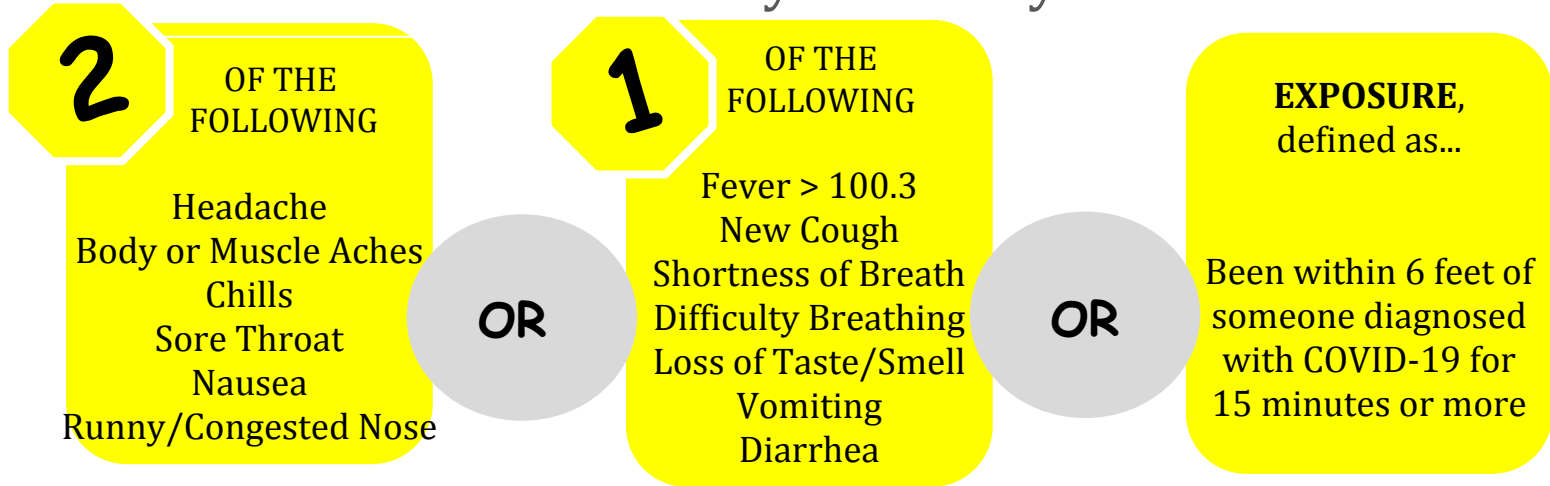 2
OF THE
FOLLOWING
Headache
Body or Muscle Aches
Chills
Sore Throat
Nausea
Runny/Congested Nose
OR
1
OF THE
FOLLOWING
Fever > 100.3
New Cough
Shortness of Breath
Difficulty Breathing
Loss of Taste/Smell
Vomiting
Diarrhea
OR
EXPOSURE,
defined as...
Been within 6 feet of
someone diagnosed
with COVID-19 for
15 minutes or more